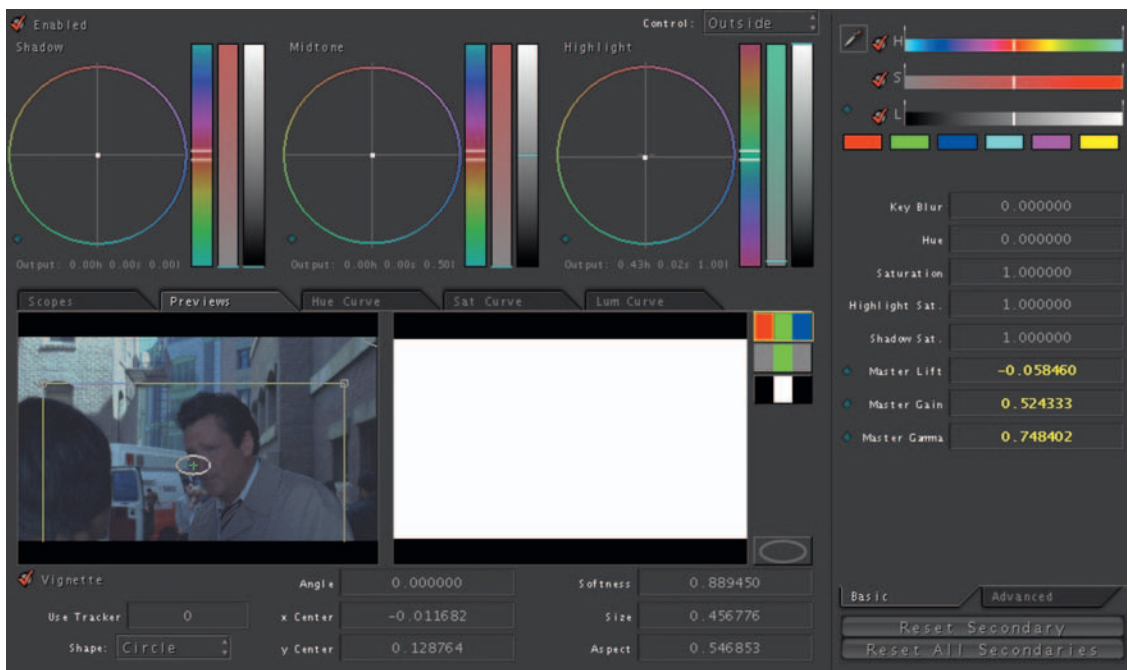 Enabled
Control: Outside
Shadow
Midtone
Highlight
Output: 0.00h 0.00s 0.00l
Output: 0.00h 0.00s 0.50l
Output: 0.43h 0.02s 1.00l
H
S
L
Key Blur 0.000000
Hue 0.000000
Saturation 1.000000
Highlight Sat. 1.000000
Shadow Sat. 1.000000
Master Lift -0.058460
Master Gain 0.524333
Master Gamma 0.748402
Scopes
Previews
Hue Curve
Sat Curve
Lum Curve
Vignette
Use Tracker 0
Shape: Circle
Angle 0.000000
x Center -0.011682
y Center 0.128764
Softness 0.889450
Size 0.456776
Aspect 0.546853
Basic
Advanced
Reset Secondary
Reset All Secondaries